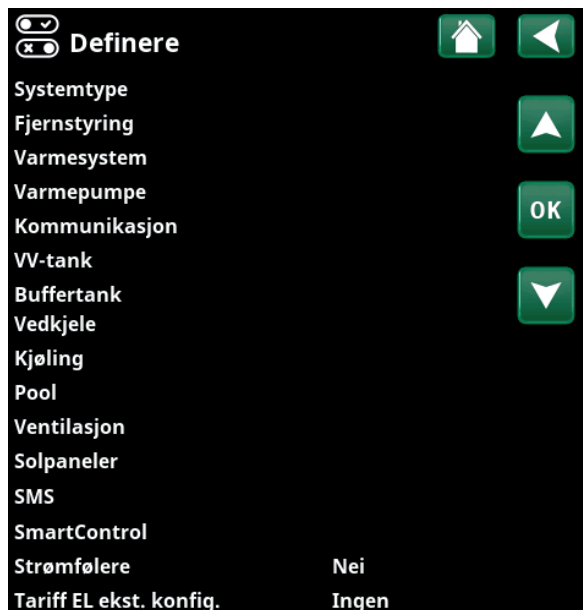 Definere
Systemtype
Fjernstyring
Varmesystem
Varmepumpe
OK
Kommunikasjon
VV-tank
Buffertank
Vedkjele
Kjøling
Pool
Ventilasjon
Solpaneler
SMS
SmartControl
Strømfølere Nei
Tariff EL ekst. konfig. Ingen